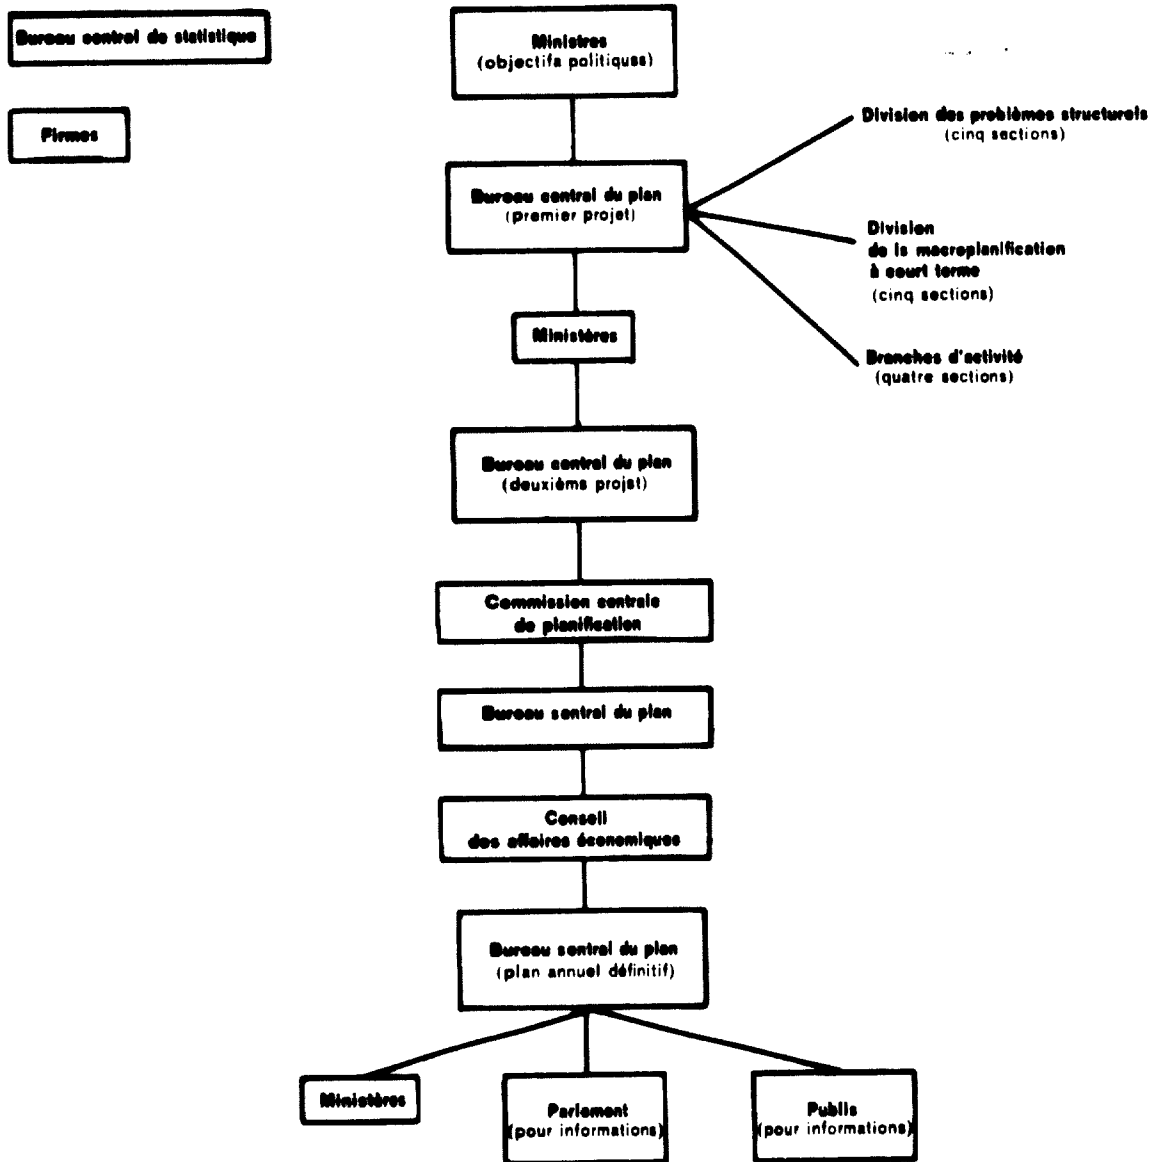 Bureau central de statistique
Firmes
Ministres
(objectifs politiques)
Bureau central du plan
(premier projet)
Division des problèmes structurels
(cinq sections)
Division
de la macroplanification
à court terme
(cinq sections)
Branches d'activité
(quatre sections)
Ministères
Bureau central du plan
(deuxième projet)
Commission centrale
de planification
Bureau central du plan
Conseil
des affaires économiques
Bureau central du plan
(plan annuel définitif)
Ministères
Parlement
(pour informations)
Public
(pour informations)